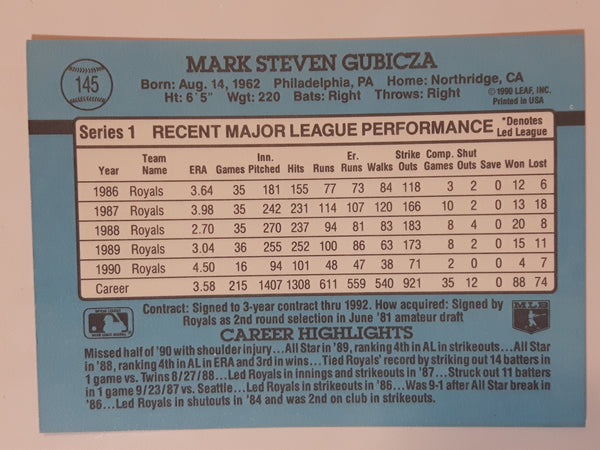 145
MARK STEVEN GUBICZA
Born: Aug. 14, 1962 Philadelphia, PA Home: Northridge, CA
Ht: 6'5" Wgt: 220 Bats: Right Throws: Right
©1990 LEAF, INC.
Printed in USA
Series 1 RECENT MAJOR LEAGUE PERFORMANCE *Denotes Led League
Year Team Name ERA Games Inn. Pitched Hits Runs Er. Runs Walks Strike Outs Comp. Games Shut Outs Save Won Lost
1986 Royals 3.64 35 181 155 77 73 84 118 3 2 0 12 6
1987 Royals 3.98 35 242 231 114 107 120 166 10 2 0 13 18
1988 Royals 2.70 35 270 237 94 81 83 183 8 4 0 20 8
1989 Royals 3.04 36 255 252 100 86 63 173 8 2 0 15 11
1990 Royals 4.50 16 94 101 48 47 38 71 2 0 0 4 7
Career 3.58 215 1407 1308 611 559 540 921 35 12 0 88 74
Contract: Signed to 3-year contract thru 1992. How acquired: Signed by
Royals as 2nd round selection in June '81 amateur draft
MLB
CAREER HIGHLIGHTS
Missed half of '90 with shoulder injury...All Star in '89, ranking 4th in AL in strikeouts...All Star
in '88, ranking 4th in AL in ERA and 3rd in wins...Tied Royals' record by striking out 14 batters in
1 game vs. Twins 8/27/88...Led Royals in innings and strikeouts in '87...Struck out 11 batters
in 1 game 9/23/87 vs. Seattle...Led Royals in strikeouts in '86...Was 9-1 after All Star break in
'86...Led Royals in shutouts in '84 and was 2nd on club in strikeouts.